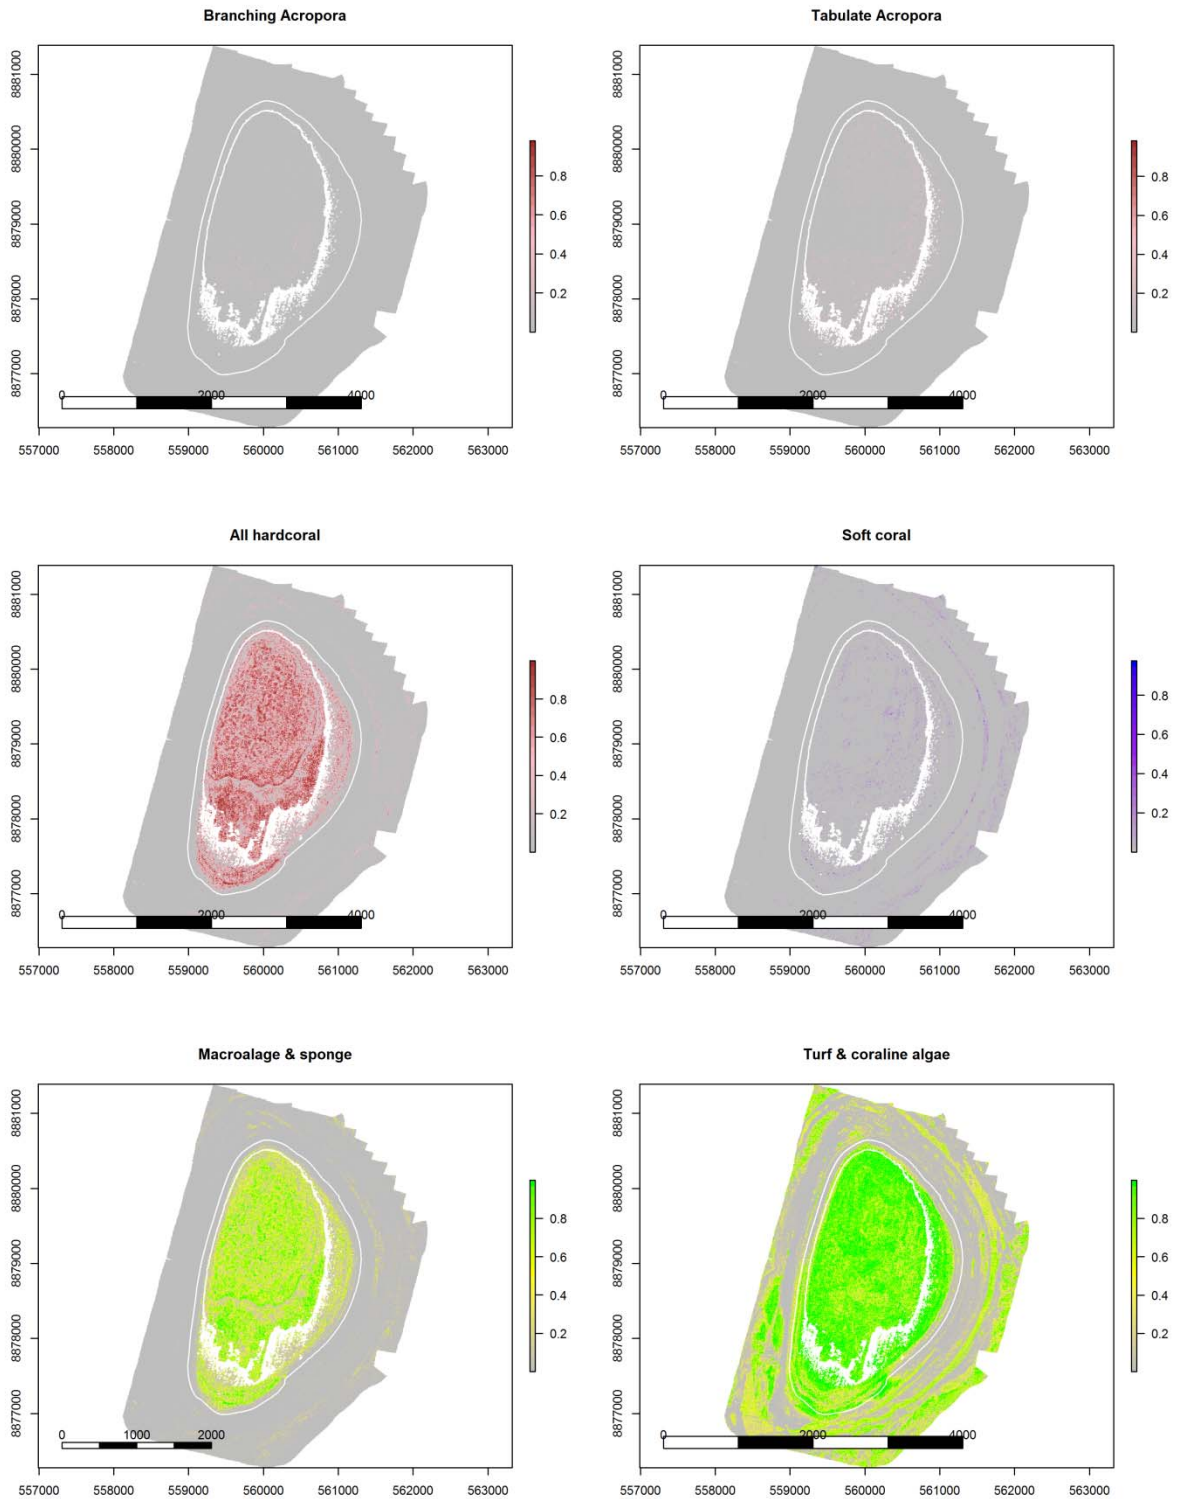 Branching Acropora
Tabulate Acropora
8877000 8878000 8879000 8880000 8881000
0 2000 4000
0.2 0.4 0.6 0.8
557000 558000 559000 560000 561000 562000 563000
8877000 8878000 8879000 8880000 8881000
0 2000 4000
0.2 0.4 0.6 0.8
557000 558000 559000 560000 561000 562000 563000
All hardcoral
Soft coral
8877000 8878000 8879000 8880000 8881000
0 2000 4000
0.2 0.4 0.6 0.8
557000 558000 559000 560000 561000 562000 563000
8877000 8878000 8879000 8880000 8881000
0 2000 4000
0.2 0.4 0.6 0.8
557000 558000 559000 560000 561000 562000 563000
Macroalage & sponge
Turf & coraline algae
8877000 8878000 8879000 8880000 8881000
0 1000 2000
0.2 0.4 0.6 0.8
557000 558000 559000 560000 561000 562000 563000
8877000 8878000 8879000 8880000 8881000
0 2000 4000
0.2 0.4 0.6 0.8
557000 558000 559000 560000 561000 562000 563000